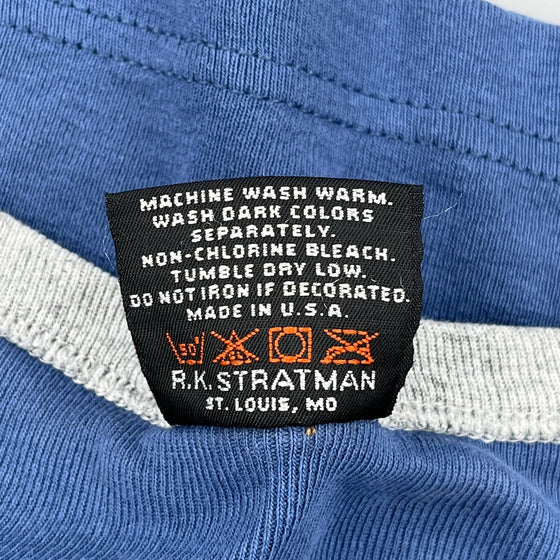 MACHINE WASH WARM.
WASH DARK COLORS
SEPARATELY.
NON-CHLORINE BLEACH.
TUMBLE DRY LOW.
DO NOT IRON IF DECORATED.
MADE IN U.S.A.
50°
R.K. STRATMAN
ST. LOUIS, MO